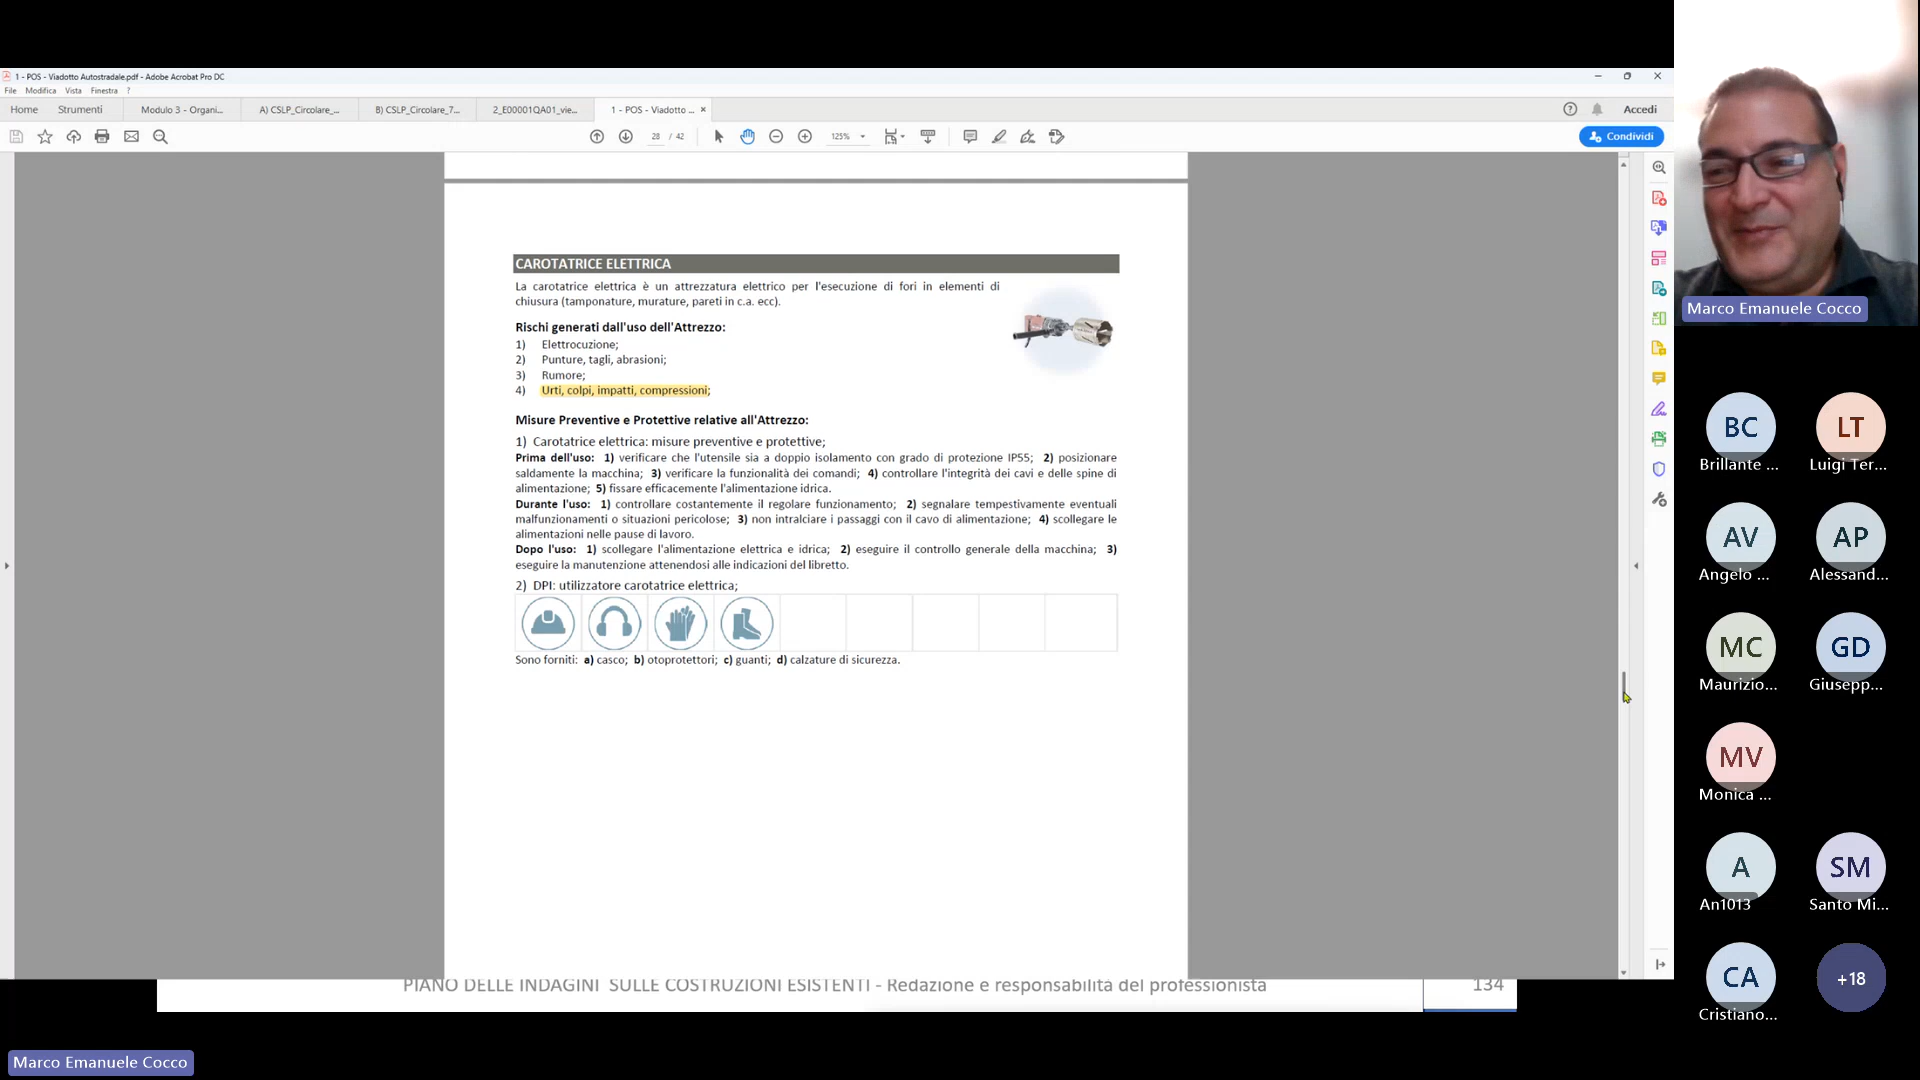 1 - POS - Viadotto Autostradale.pdf - Adobe Acrobat Pro DC
File Modifica Vista Finestra ?
Home Strumenti Modulo 3 - Organi... A) CSLP_Circolare_... B) CSLP_Circolare_7... 2_E00001QA01_vie... 1 - POS - Viadotto ... × Accedi
28 / 42 125% Condividi
CAROTATRICE ELETTRICA
La carotatrice elettrica è un attrezzatura elettrico per l'esecuzione di fori in elementi di
chiusura (tamponature, murature, pareti in c.a. ecc).
Rischi generati dall'uso dell'Attrezzo:
1) Elettrocuzione;
2) Punture, tagli, abrasioni;
3) Rumore;
4) Urti, colpi, impatti, compressioni;
Misure Preventive e Protettive relative all'Attrezzo:
1) Carotatrice elettrica: misure preventive e protettive;
Prima dell'uso: 1) verificare che l'utensile sia a doppio isolamento con grado di protezione IP55; 2) posizionare
saldamente la macchina; 3) verificare la funzionalità dei comandi; 4) controllare l'integrità dei cavi e delle spine di
alimentazione; 5) fissare efficacemente l'alimentazione idrica.
Durante l'uso: 1) controllare costantemente il regolare funzionamento; 2) segnalare tempestivamente eventuali
malfunzionamenti o situazioni pericolose; 3) non intralciare i passaggi con il cavo di alimentazione; 4) scollegare le
alimentazioni nelle pause di lavoro.
Dopo l'uso: 1) scollegare l'alimentazione elettrica e idrica; 2) eseguire il controllo generale della macchina; 3)
eseguire la manutenzione attenendosi alle indicazioni del libretto.
2) DPI: utilizzatore carotatrice elettrica;
Sono forniti: a) casco; b) otoprotettori; c) guanti; d) calzature di sicurezza.
PIANO DELLE INDAGINI SULLE COSTRUZIONI ESISTENTI - Redazione e responsabilità del professionista 134
Marco Emanuele Cocco
Marco Emanuele Cocco
BC LT
Brillante ... Luigi Ter...
AV AP
Angelo ... Alessand...
MC GD
Maurizio... Giusepp...
MV
Monica ...
A SM
An1013 Santo Mi...
CA +18
Cristiano...